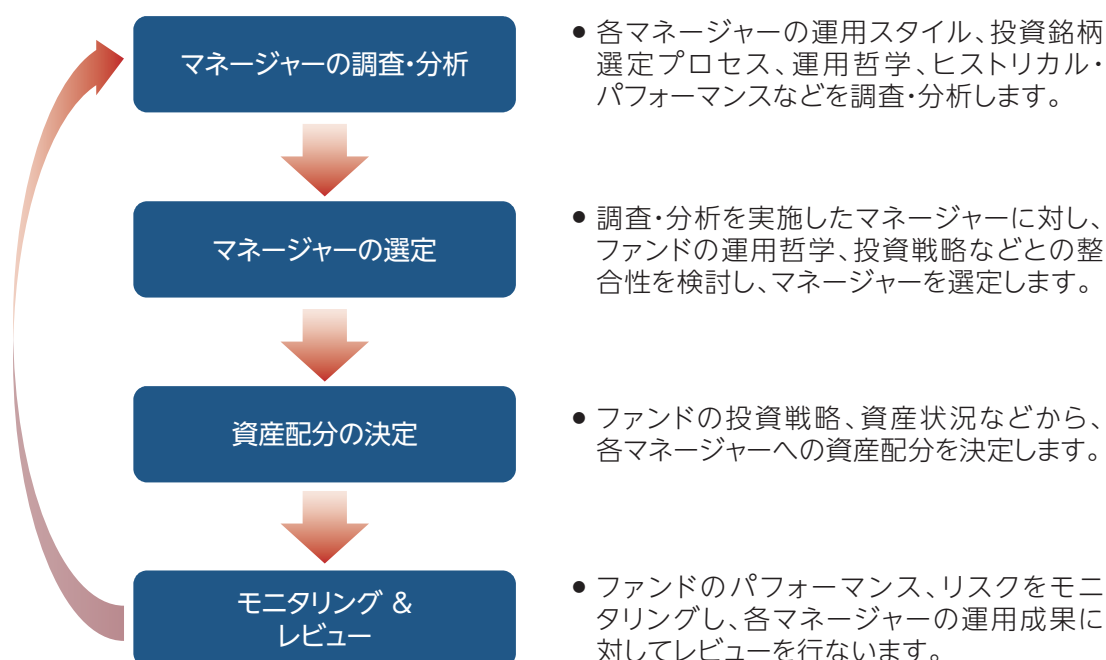 マネージャーの調査・分析
● 各マネージャーの運用スタイル、投資銘柄
選定プロセス、運用哲学、ヒストリカル・
パフォーマンスなどを調査・分析します。
マネージャーの選定
● 調査・分析を実施したマネージャーに対し、
ファンドの運用哲学、投資戦略などとの整
合性を検討し、マネージャーを選定します。
資産配分の決定
● ファンドの投資戦略、資産状況などから、
各マネージャーへの資産配分を決定します。
モニタリング &
レビュー
● ファンドのパフォーマンス、リスクをモニ
タリングし、各マネージャーの運用成果に
対してレビューを行ないます。